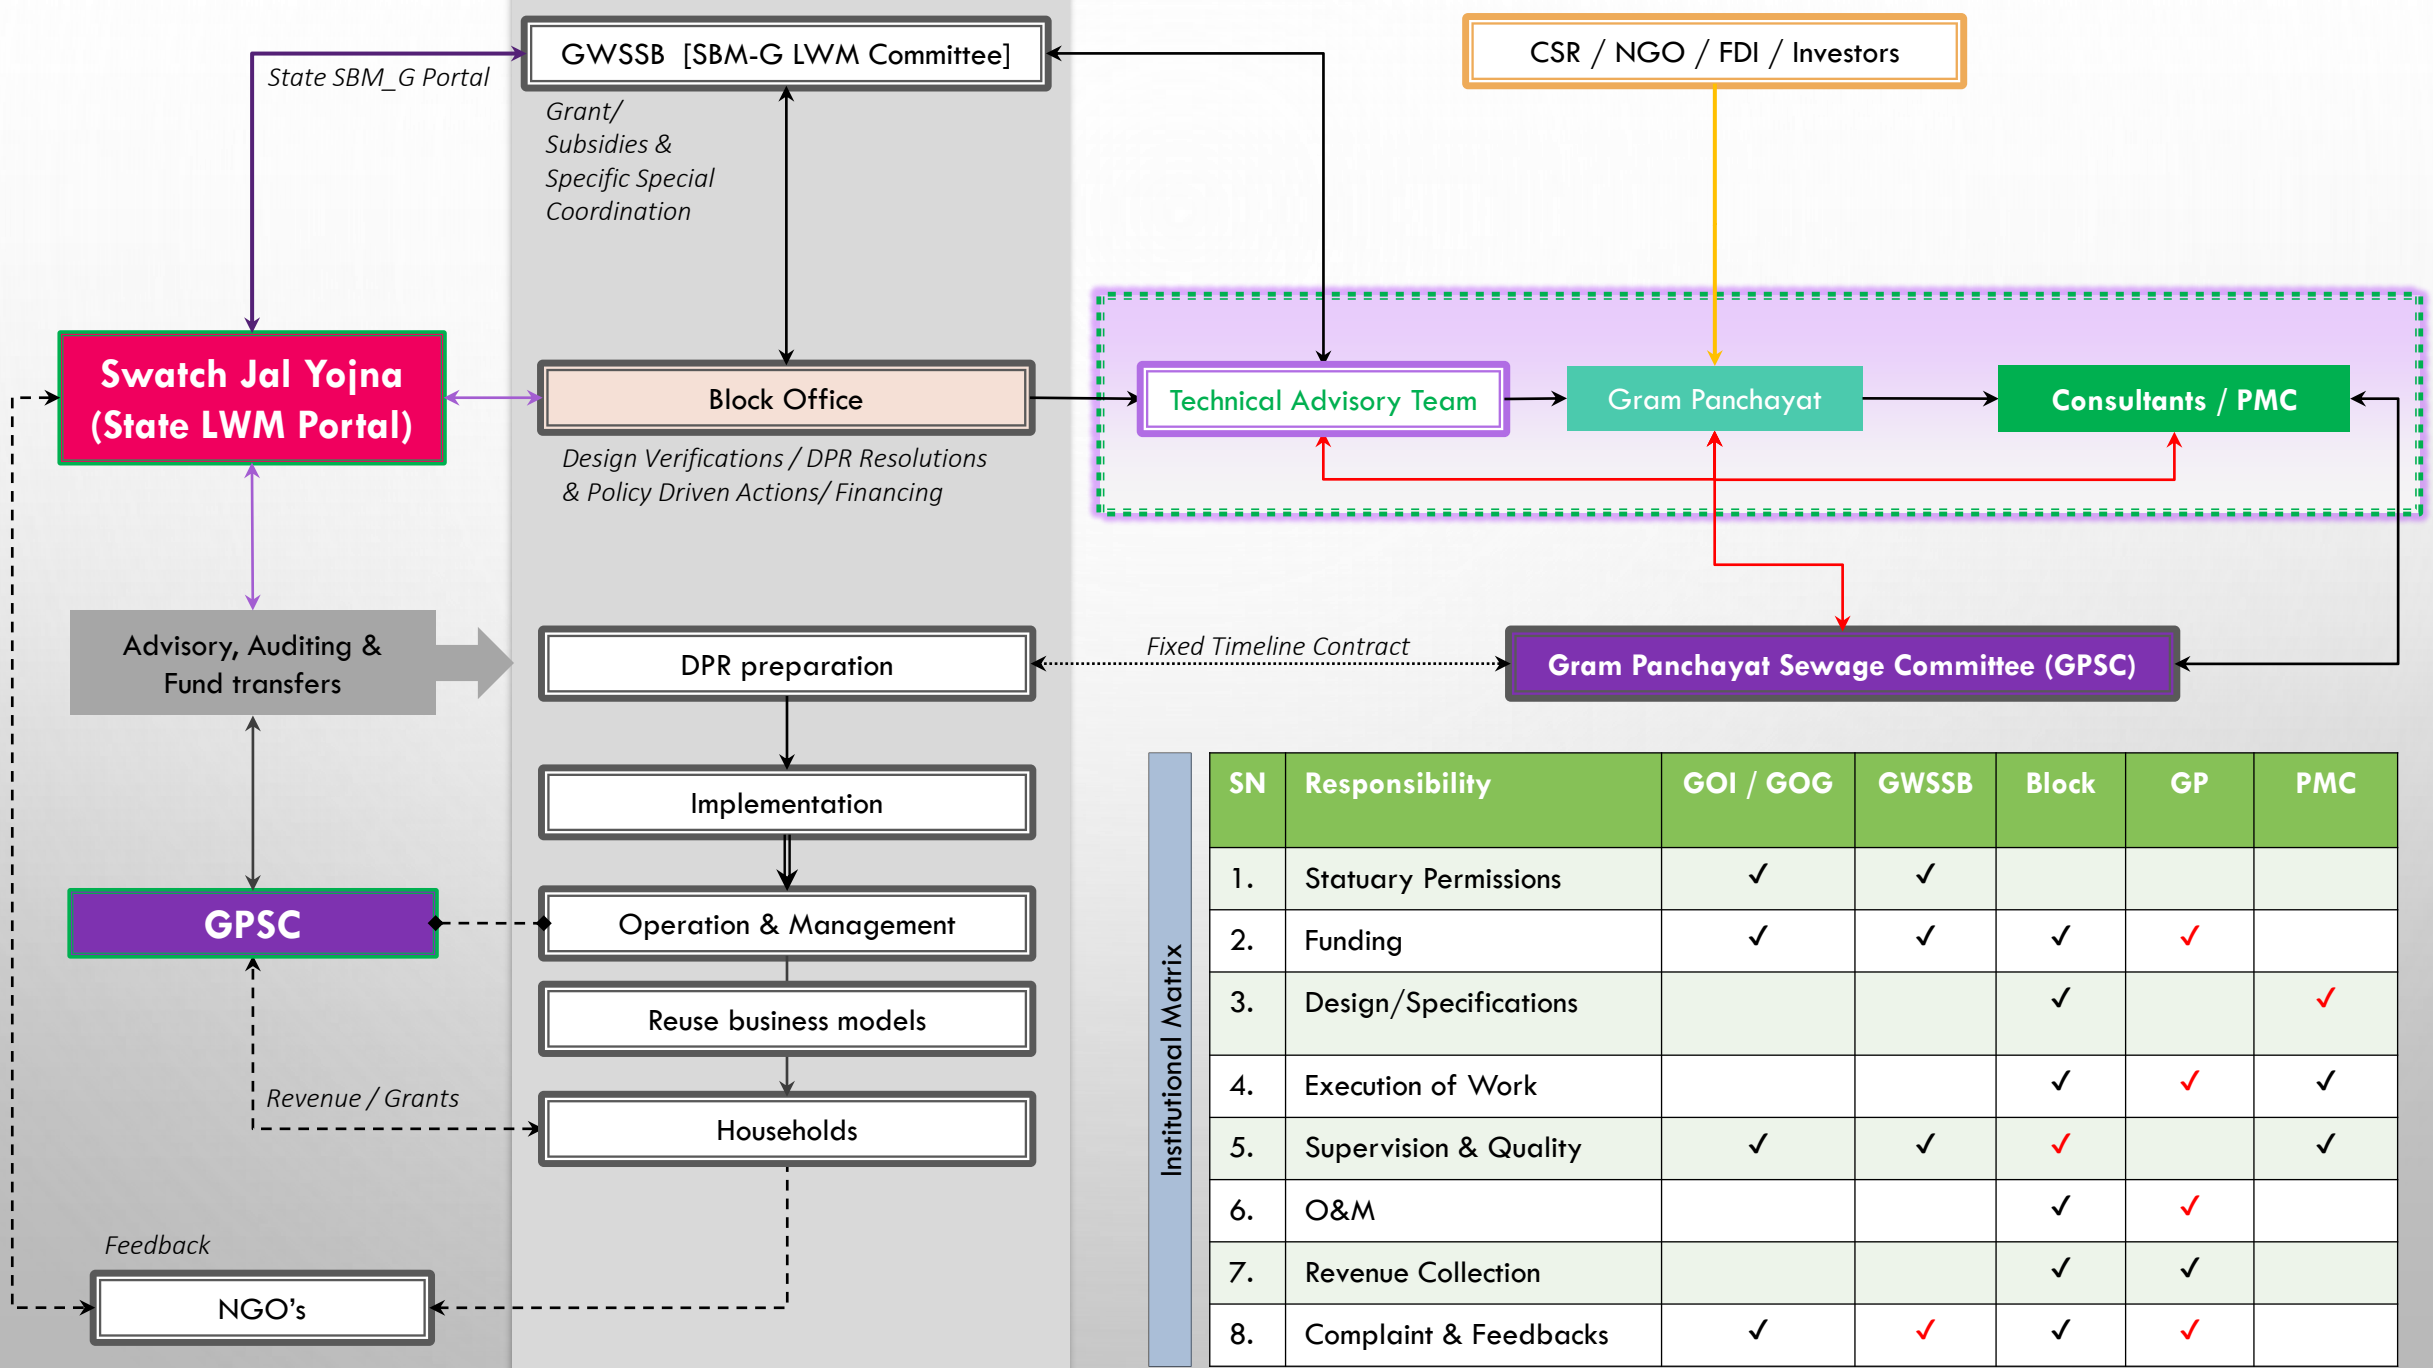 GWSSB [SBM-G LWM Committee]
CSR / NGO / FDI / Investors
State SBM_G Portal
Grant/
Subsidies &
Specific Special
Coordination
Swatch Jal Yojna
(State LWM Portal)
Block Office
Technical Advisory Team
Gram Panchayat
Consultants / PMC
Design Verifications / DPR Resolutions
& Policy Driven Actions/ Financing
Advisory, Auditing &
Fund transfers
DPR preparation
Fixed Timeline Contract
Gram Panchayat Sewage Committee (GPSC)
Implementation
GPSC
Operation & Management
Reuse business models
Revenue / Grants
Households
Feedback
NGO's
Institutional Matrix
SN Responsibility GOI / GOG GWSSB Block GP PMC
1. Statuary Permissions ✓ ✓
2. Funding ✓ ✓ ✓ ✓
3. Design/Specifications ✓ ✓
4. Execution of Work ✓ ✓ ✓
5. Supervision & Quality ✓ ✓ ✓ ✓
6. O&M ✓ ✓
7. Revenue Collection ✓ ✓
8. Complaint & Feedbacks ✓ ✓ ✓ ✓